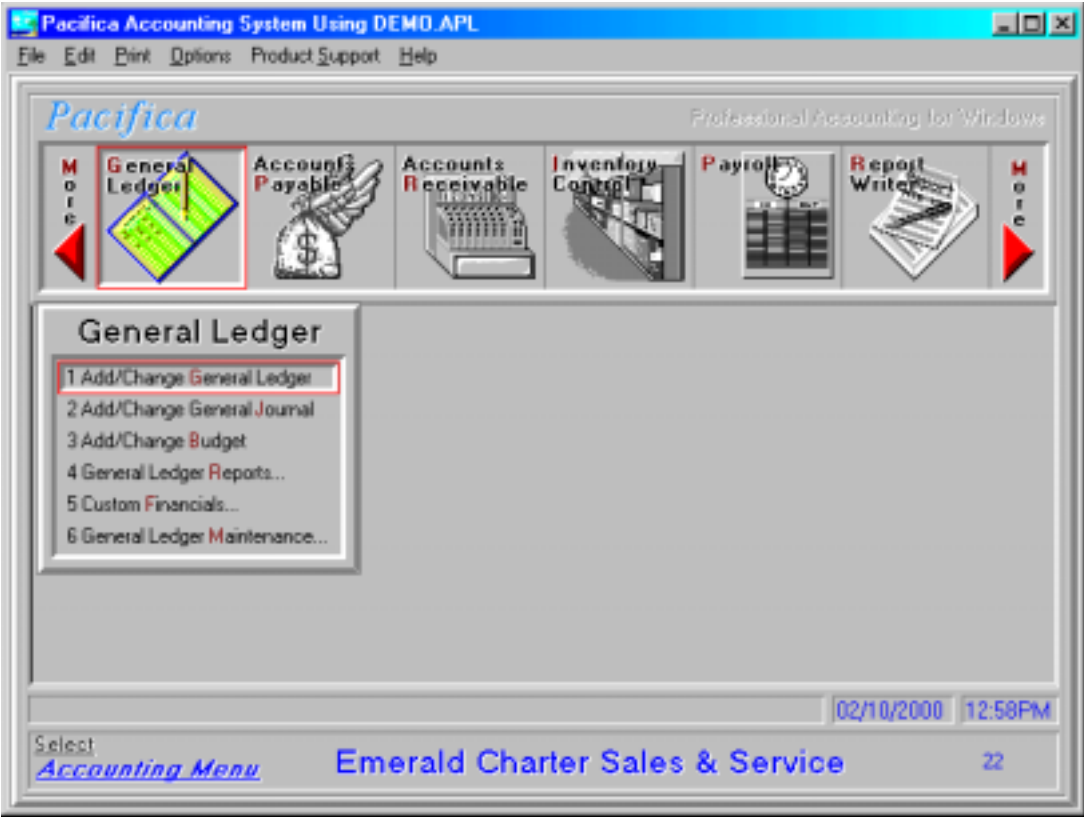 Pacifica Accounting System Using DEMO.APL
File Edit Print Options Product Support Help
Pacifica
Professional Accounting for Windows
More
General Ledger
Accounts Payable
Accounts Receivable
Inventory Control
Payroll
Report Writer
More
General Ledger
1 Add/Change General Ledger
2 Add/Change General Journal
3 Add/Change Budget
4 General Ledger Reports...
5 Custom Financials...
6 General Ledger Maintenance...
02/10/2000 12:58PM
Select
Accounting Menu
Emerald Charter Sales & Service
22